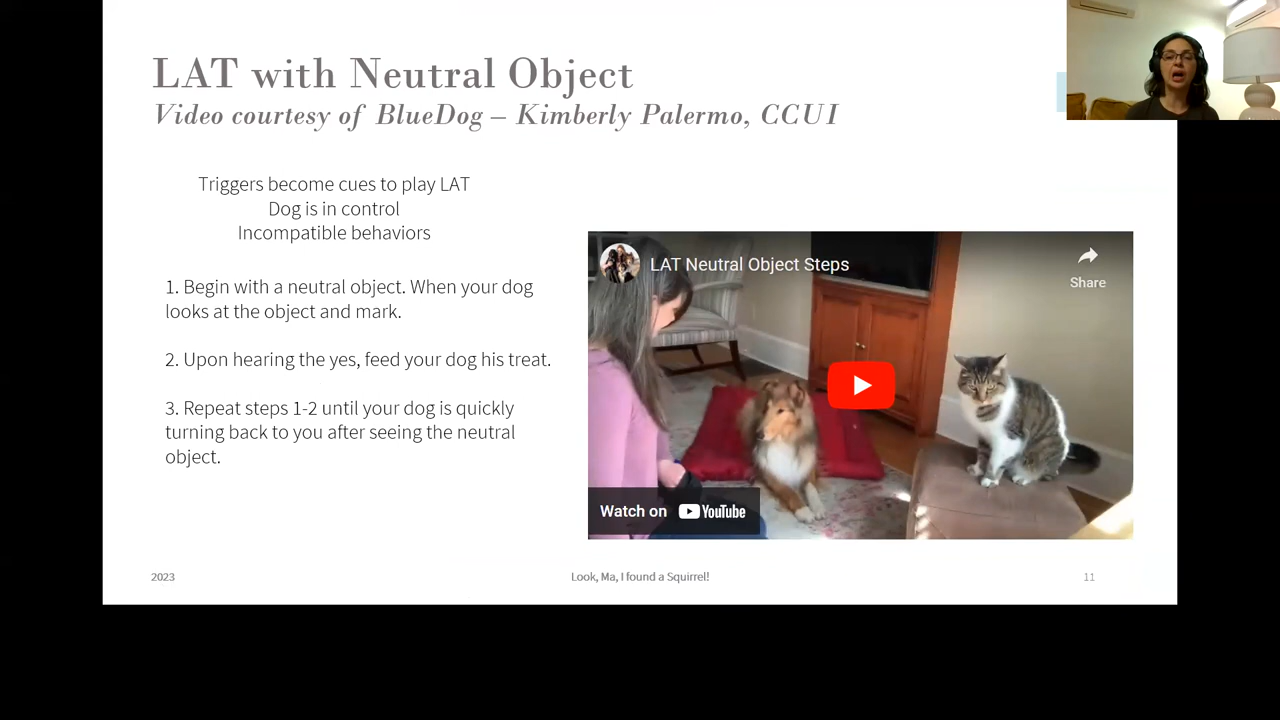 LAT with Neutral Object
Video courtesy of BlueDog – Kimberly Palermo, CCUI
Triggers become cues to play LAT
Dog is in control
Incompatible behaviors
1. Begin with a neutral object. When your dog
looks at the object and mark.
2. Upon hearing the yes, feed your dog his treat.
3. Repeat steps 1-2 until your dog is quickly
turning back to you after seeing the neutral
object.
LAT Neutral Object Steps
Share
Watch on YouTube
2023
Look, Ma, I found a Squirrel!
11